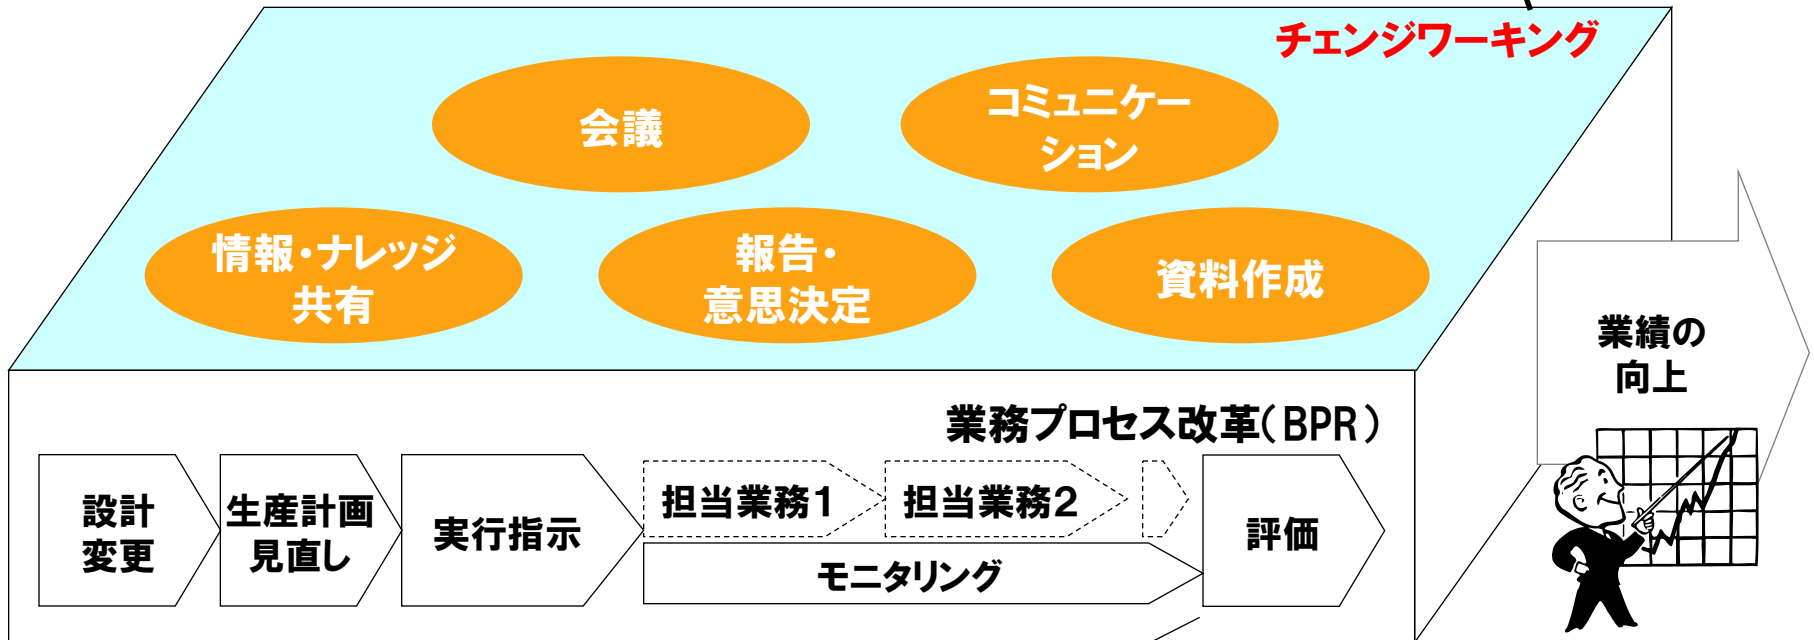 チェンジワーキング
会議
コミュニケー
ション
情報・ナレッジ
共有
報告・
意思決定
資料作成
業績の
向上
業務プロセス改革(BPR)
設計
変更
生産計画
見直し
実行指示
担当業務1
担当業務2
モニタリング
評価